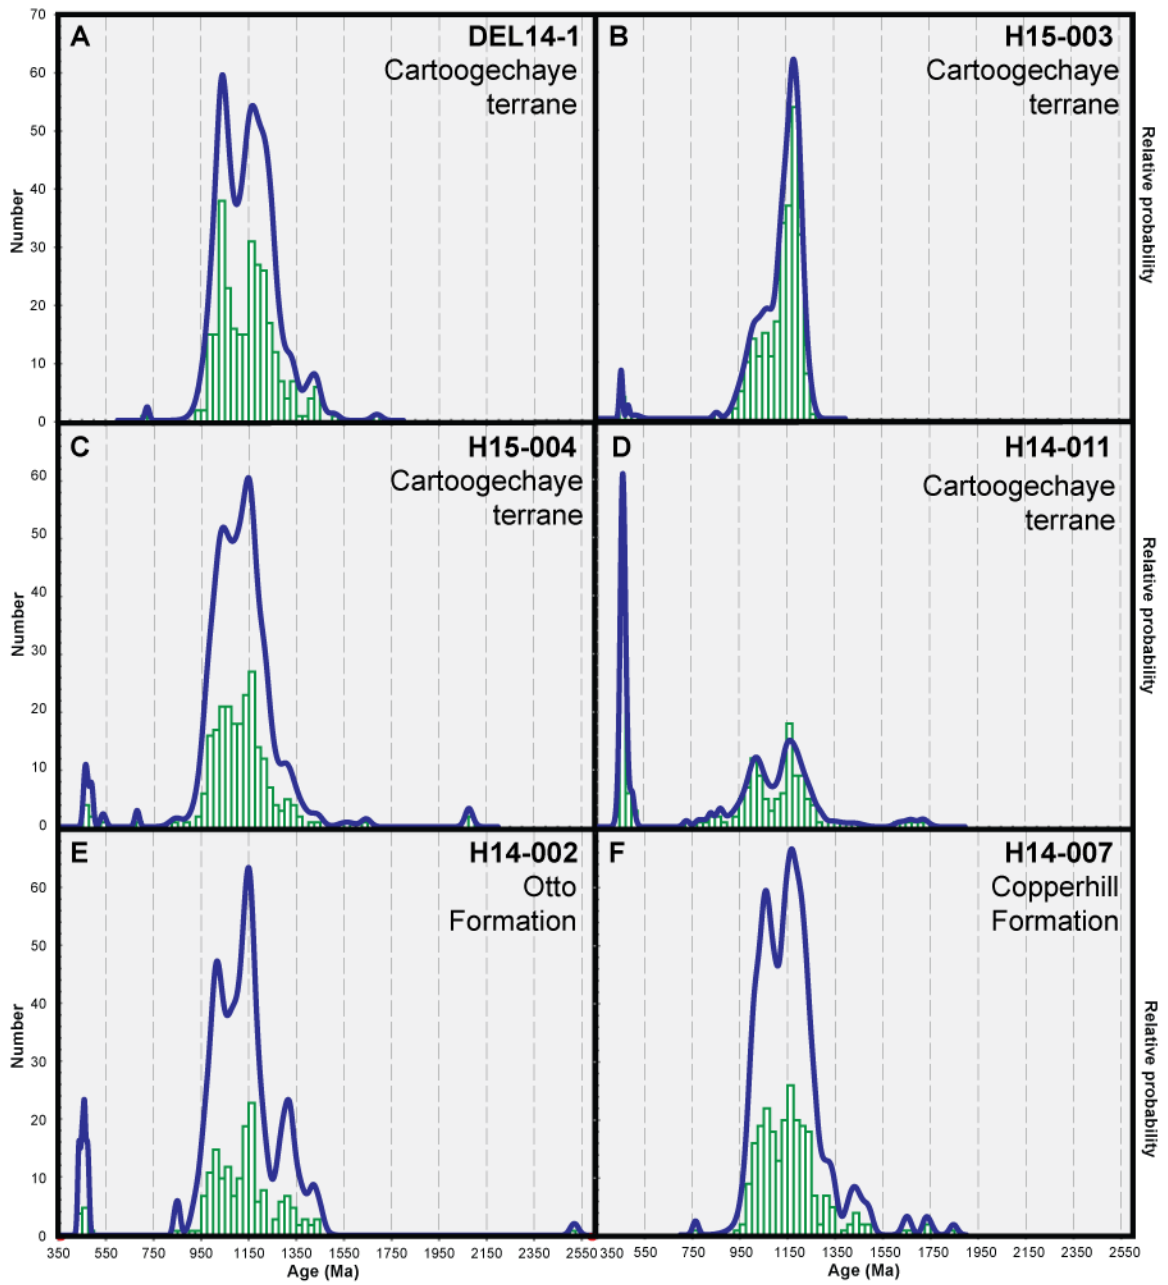 70
60
50
40
30
20
10
0
Number
A
DEL14-1
Cartoogechaye
terrane
B
H15-003
Cartoogechaye
terrane
Relative probability
60
50
40
30
20
10
0
Number
C
H15-004
Cartoogechaye
terrane
D
H14-011
Cartoogechaye
terrane
Relative probability
60
50
40
30
20
10
0
Number
E
H14-002
Otto
Formation
F
H14-007
Copperhill
Formation
Relative probability
350 550 750 950 1150 1350 1550 1750 1950 2150 2350 2550
Age (Ma)
350 550 750 950 1150 1350 1550 1750 1950 2150 2350 2550
Age (Ma)